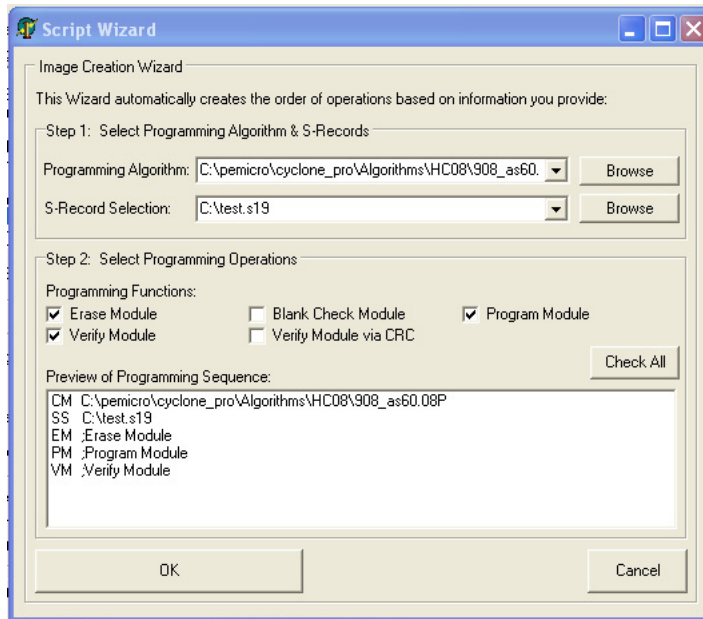 Script Wizard
Image Creation Wizard
This Wizard automatically creates the order of operations based on information you provide:
Step 1: Select Programming Algorithm & S-Records
Programming Algorithm: C:\pemicro\cyclone_pro\Algorithms\HC08\908_as60. Browse
S-Record Selection: C:\test.s19 Browse
Step 2: Select Programming Operations
Programming Functions:
Erase Module Blank Check Module Program Module
Verify Module Verify Module via CRC
Check All
Preview of Programming Sequence:
CM C:\pemicro\cyclone_pro\Algorithms\HC08\908_as60.08P
SS C:\test.s19
EM ;Erase Module
PM ;Program Module
VM ;Verify Module
OK Cancel